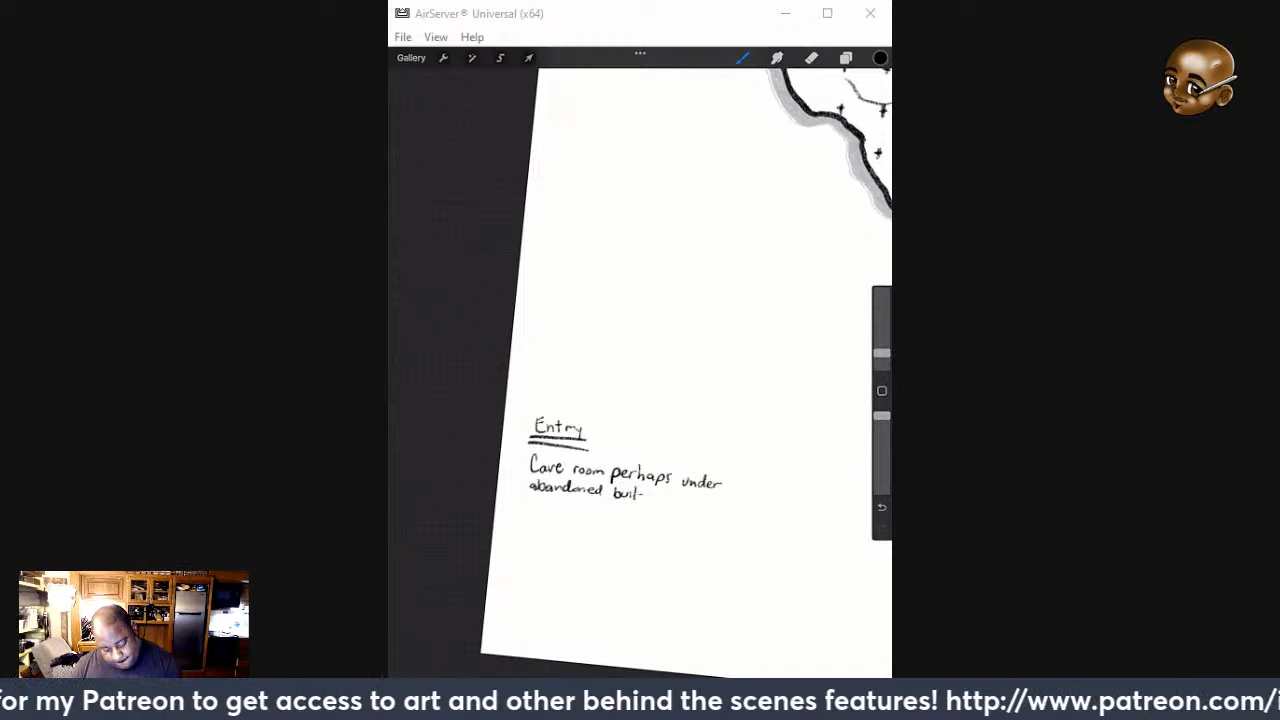 AirServer® Universal (x64)
File View Help
Gallery
Entry
Cave room perhaps under
abandoned buil
for my Patreon to get access to art and other behind the scenes features! http://www.patreon.com/